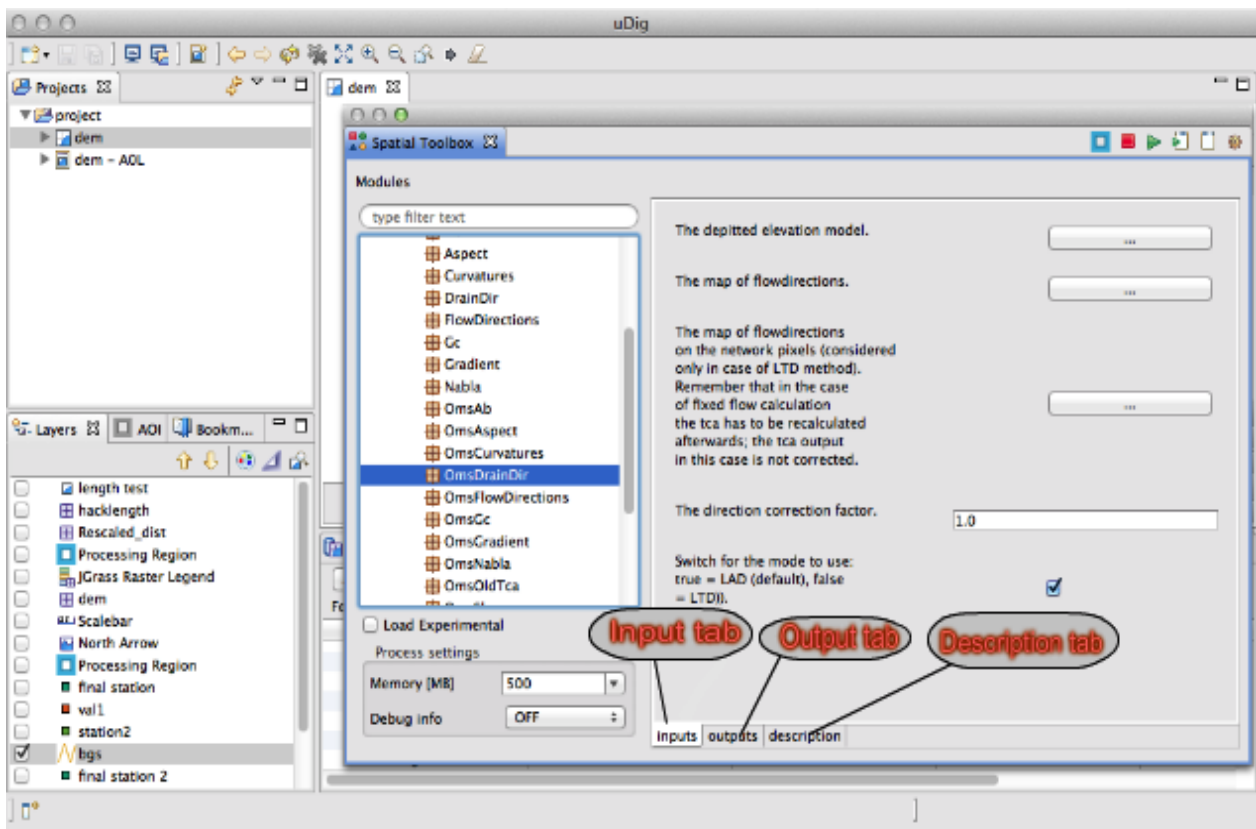 uDig
Projects
dem
project
dem
dem - AOL
Spatial Toolbox
Modules
type filter text
Aspect
Curvatures
DrainDir
FlowDirections
Gc
Gradient
Nabla
OmsAb
OmsAspect
OmsCurvatures
OmsDrainDir
OmsFlowDirections
OmsGc
OmsGradient
OmsNabla
OmsOldTca
The depitted elevation model.
...
The map of flowdirections.
...
The map of flowdirections
on the network pixels (considered
only in case of LTD method).
Remember that in the case
of fixed flow calculation
the tca has to be recalculated
afterwards; the tca output
in this case is not corrected.
...
The direction correction factor.
1.0
Switch for the mode to use:
true = LAD (default), false
= LTD)).
Load Experimental
Process settings
Memory [MB]
500
Debug info
OFF
Input tab
Output tab
Description tab
inputs
outputs
description
Layers
AOI
Bookm...
length test
hacklength
Rescaled_dist
Processing Region
JGrass Raster Legend
dem
Scalebar
North Arrow
Processing Region
final station
val1
station2
bgs
final station 2